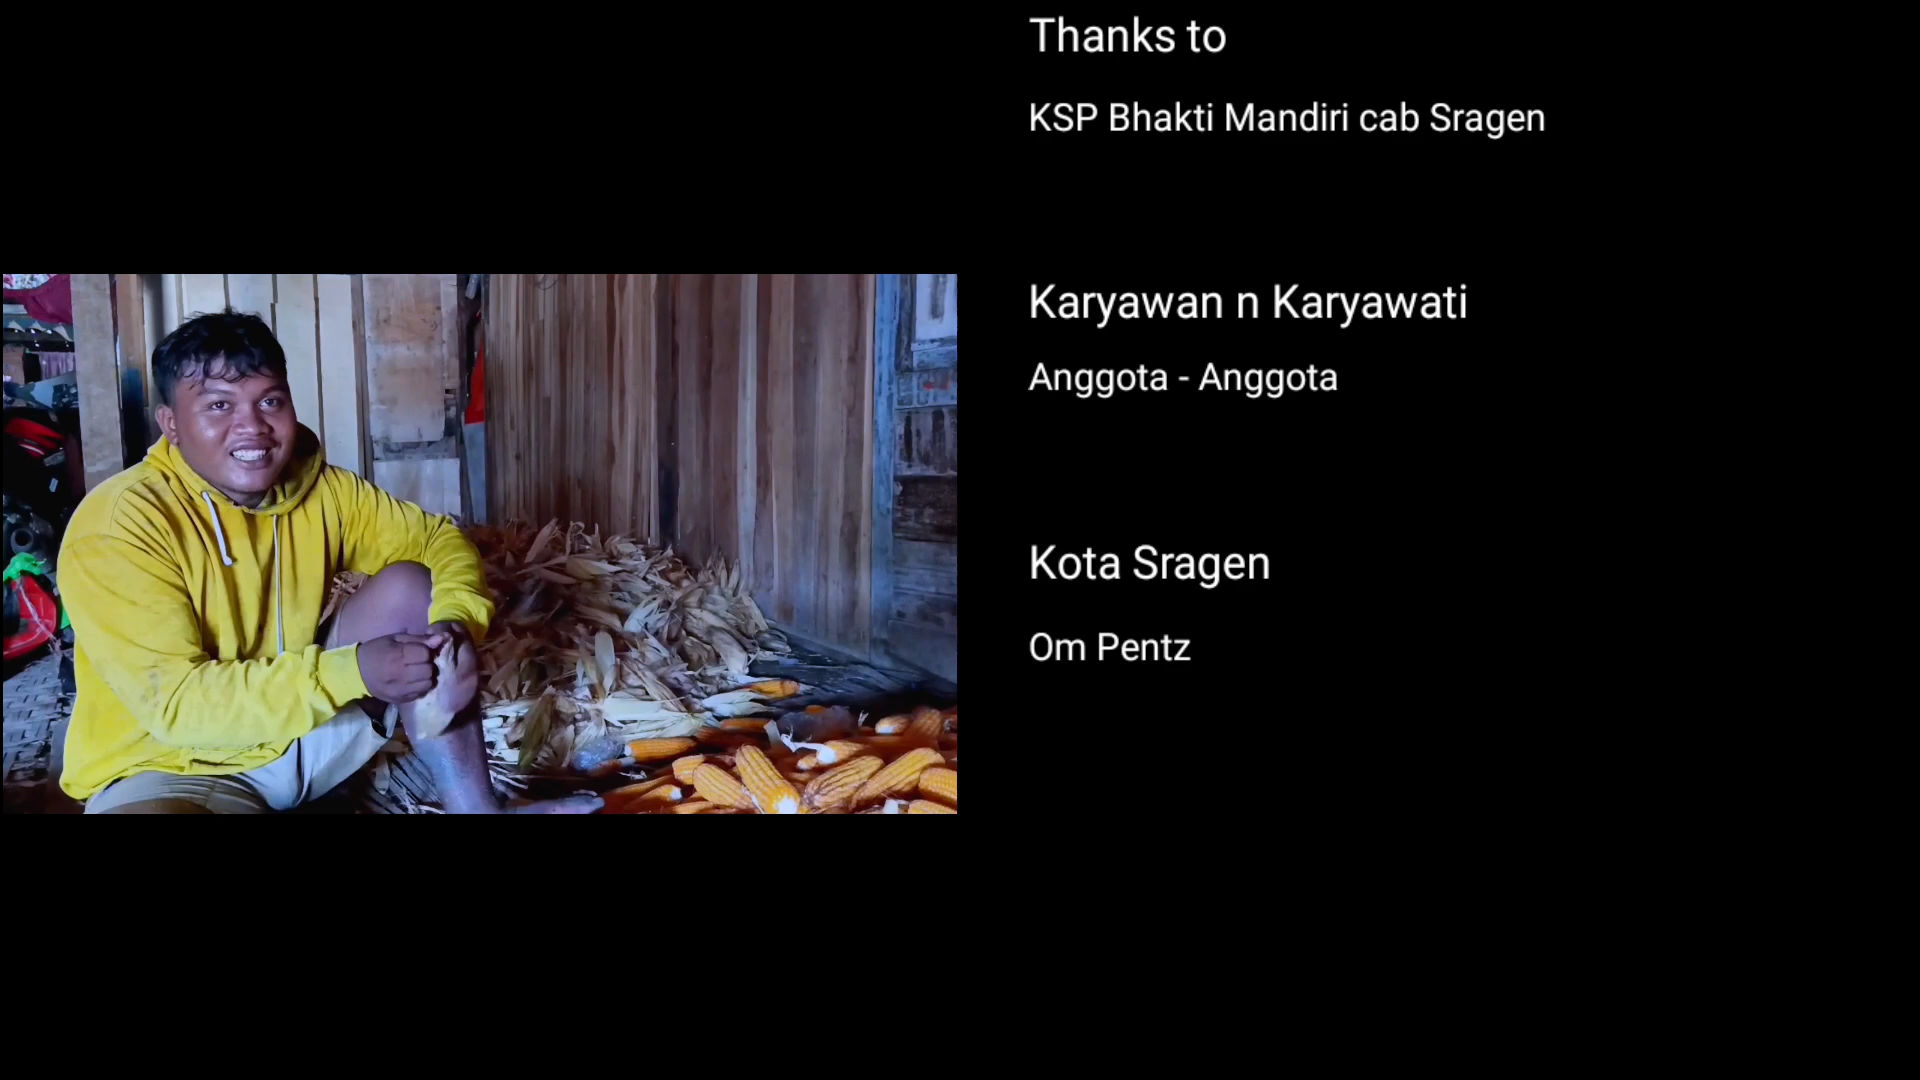 Thanks to
KSP Bhakti Mandiri cab Sragen
Karyawan n Karyawati
Anggota - Anggota
Kota Sragen
Om Pentz